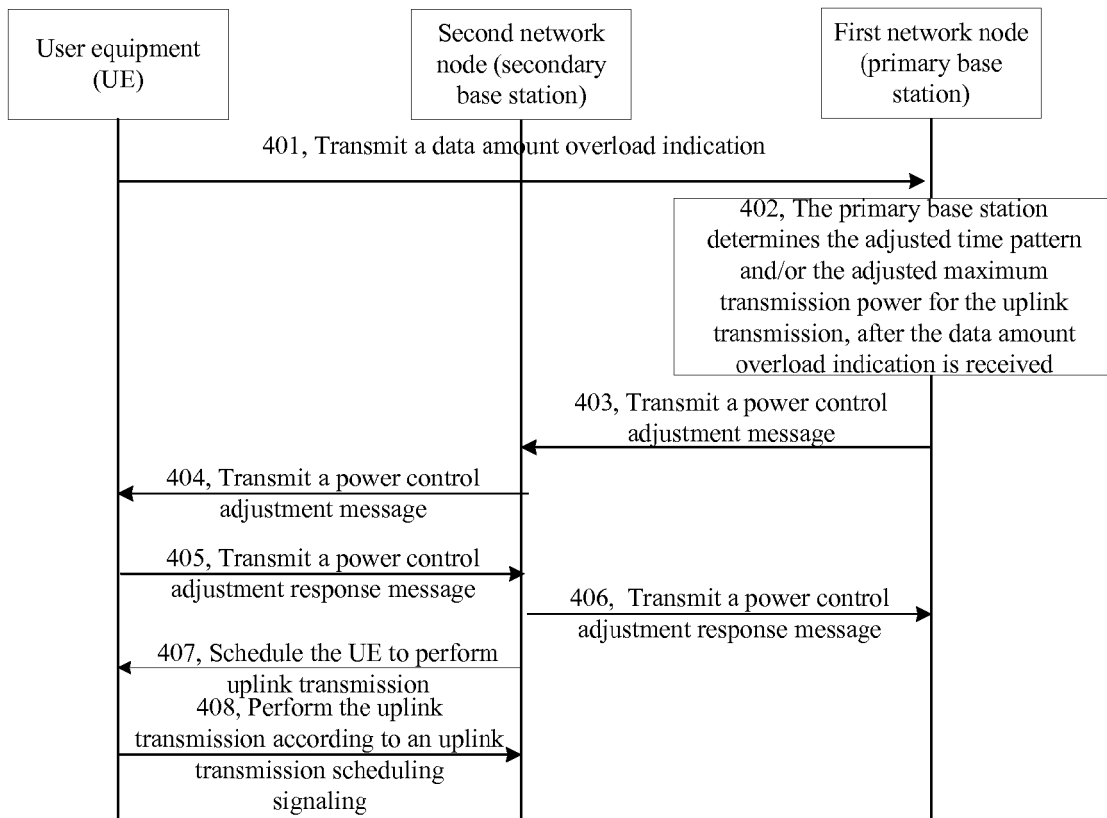 User equipment
(UE)
Second network
node (secondary
base station)
First network node
(primary base
station)
401, Transmit a data amount overload indication
402, The primary base station
determines the adjusted time pattern
and/or the adjusted maximum
transmission power for the uplink
transmission, after the data amount
overload indication is received
403, Transmit a power control
adjustment message
404, Transmit a power control
adjustment message
405, Transmit a power control
adjustment response message
406, Transmit a power control
adjustment response message
407, Schedule the UE to perform
uplink transmission
408, Perform the uplink
transmission according to an uplink
transmission scheduling
signaling